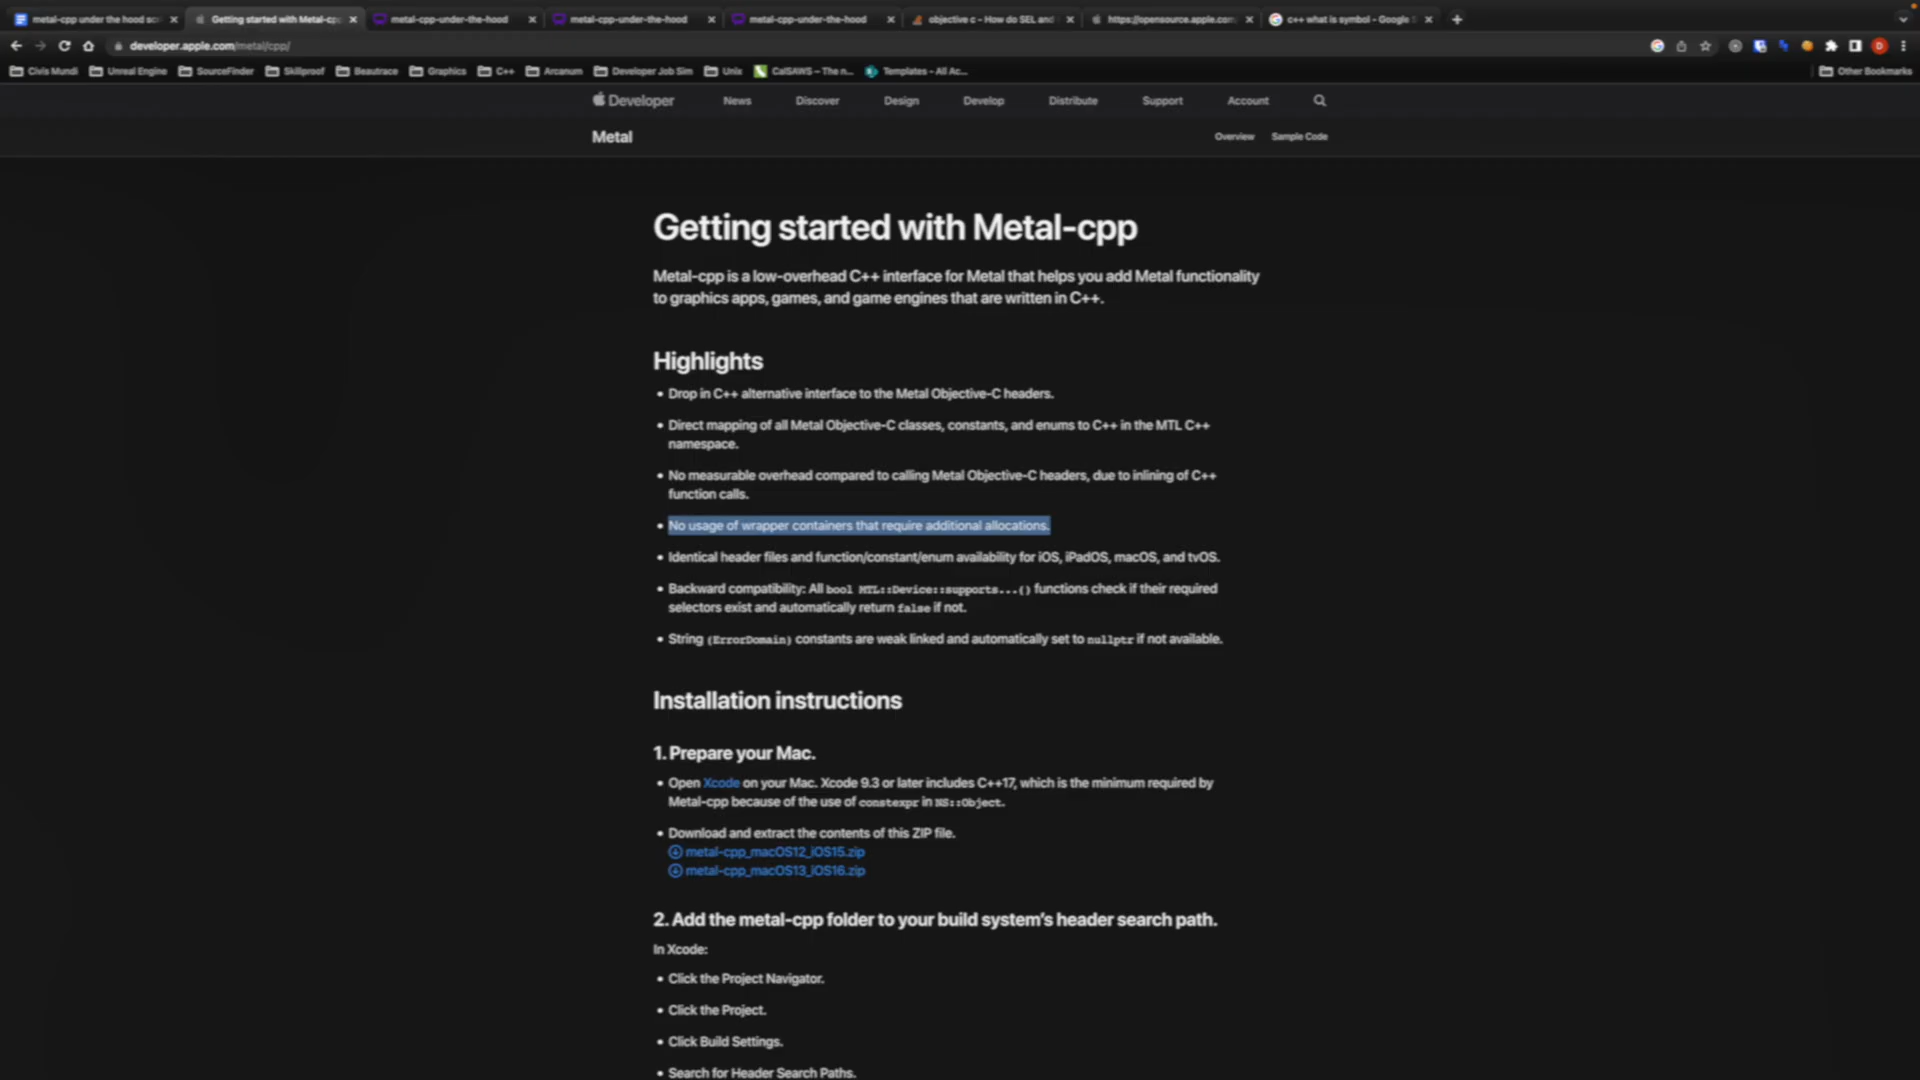 metal-cpp under the hood scr
Getting started with Metal-cp
metal-cpp-under-the-hood
metal-cpp-under-the-hood
metal-cpp-under-the-hood
objective c - How do SEL and
https://opensource.apple.com
c++ what is symbol - Google
developer.apple.com/metal/cpp/
Civis Mundi
Unreal Engine
SourceFinder
Skillproof
Beautrace
Graphics
C++
Arcanum
Developer Job Sim
Unix
CalSAWS – The n...
Templates – All Ac...
Other Bookmarks
Developer
News
Discover
Design
Develop
Distribute
Support
Account
Metal
Overview
Sample Code
Getting started with Metal-cpp
Metal-cpp is a low-overhead C++ interface for Metal that helps you add Metal functionality
to graphics apps, games, and game engines that are written in C++.
Highlights
• Drop in C++ alternative interface to the Metal Objective-C headers.
• Direct mapping of all Metal Objective-C classes, constants, and enums to C++ in the MTL C++
namespace.
• No measurable overhead compared to calling Metal Objective-C headers, due to inlining of C++
function calls.
• No usage of wrapper containers that require additional allocations.
• Identical header files and function/constant/enum availability for iOS, iPadOS, macOS, and tvOS.
• Backward compatibility: All bool MTL::Device::supports...() functions check if their required
selectors exist and automatically return false if not.
• String (ErrorDomain) constants are weak linked and automatically set to nullptr if not available.
Installation instructions
1. Prepare your Mac.
• Open Xcode on your Mac. Xcode 9.3 or later includes C++17, which is the minimum required by
Metal-cpp because of the use of constexpr in NS::Object.
• Download and extract the contents of this ZIP file.
metal-cpp_macOS12_iOS15.zip
metal-cpp_macOS13_iOS16.zip
2. Add the metal-cpp folder to your build system's header search path.
In Xcode:
• Click the Project Navigator.
• Click the Project.
• Click Build Settings.
• Search for Header Search Paths.